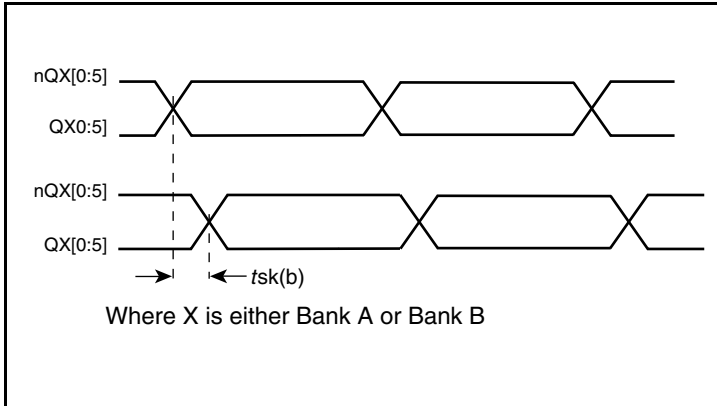 nQX[0:5]
QX0:5]
nQX[0:5]
QX[0:5]
tsk(b)
Where X is either Bank A or Bank B